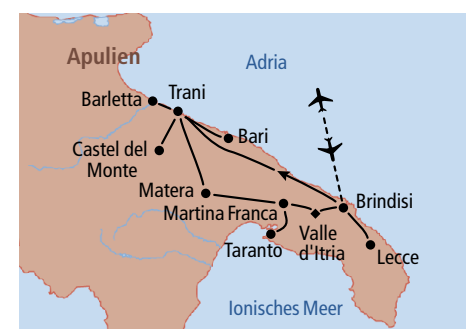 Apulien
Adria
Barletta
Trani
Bari
Castel del
Monte
Matera
Martina Franca
Brindisi
Taranto
Valle
d'Itria
Lecce
Ionisches Meer